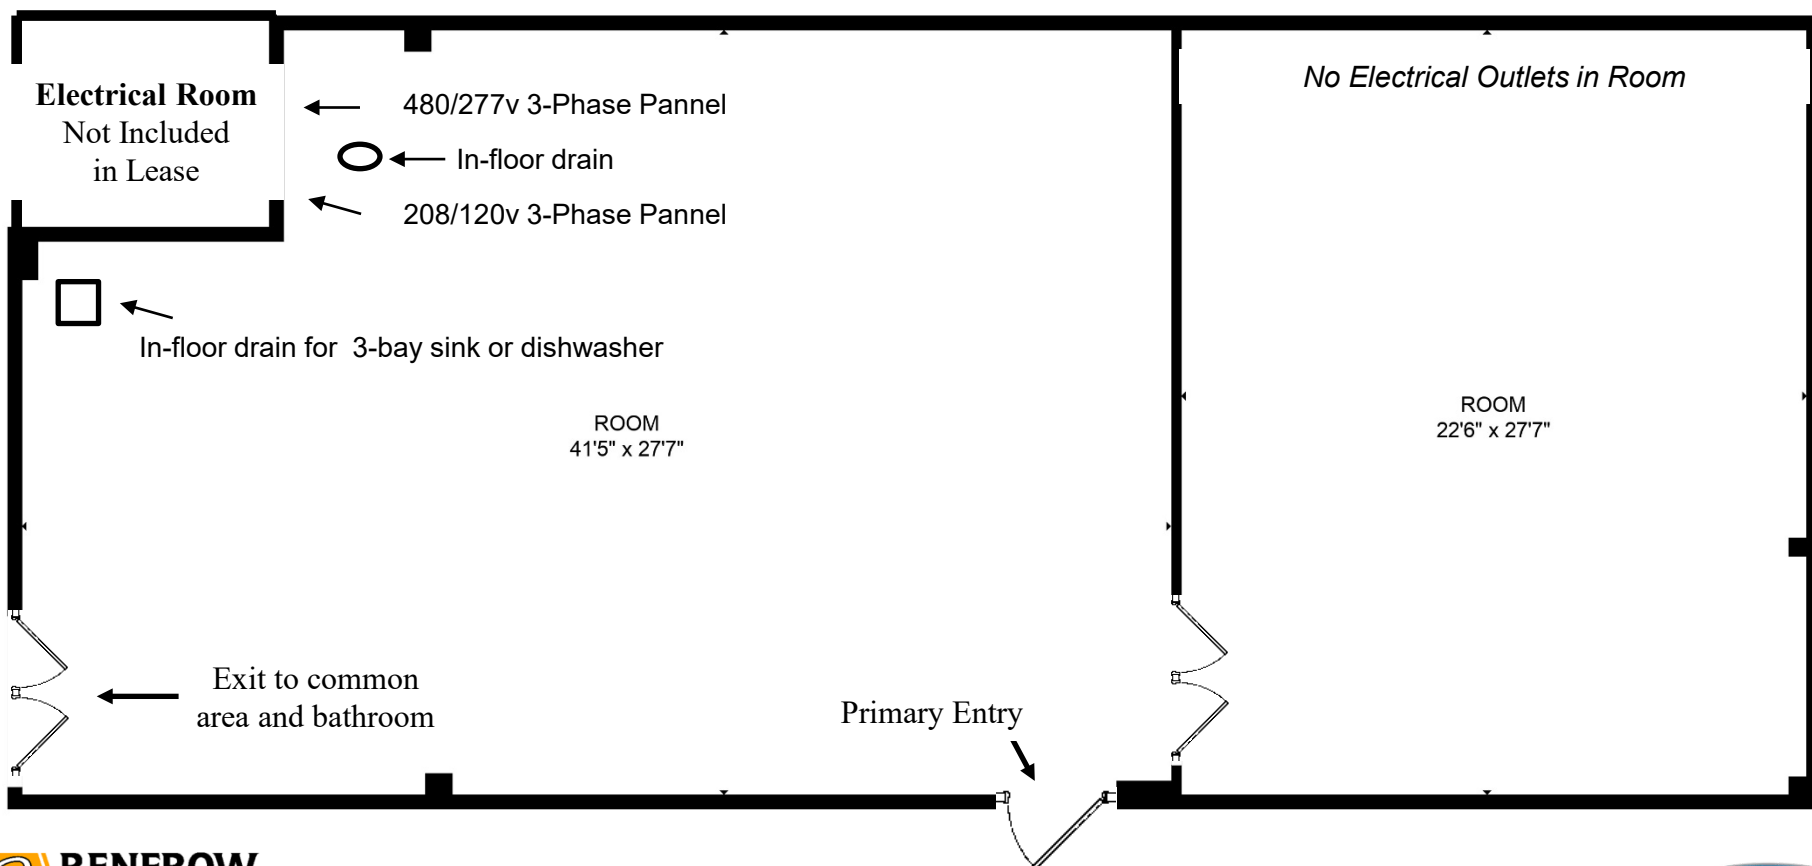 Electrical Room
Not Included
in Lease
480/277v 3-Phase Pannel
In-floor drain
208/120v 3-Phase Pannel
No Electrical Outlets in Room
In-floor drain for  3-bay sink or dishwasher
ROOM
41'5" x 27'7"
ROOM
22'6" x 27'7"
Exit to common
area and bathroom
Primary Entry
RENFROW